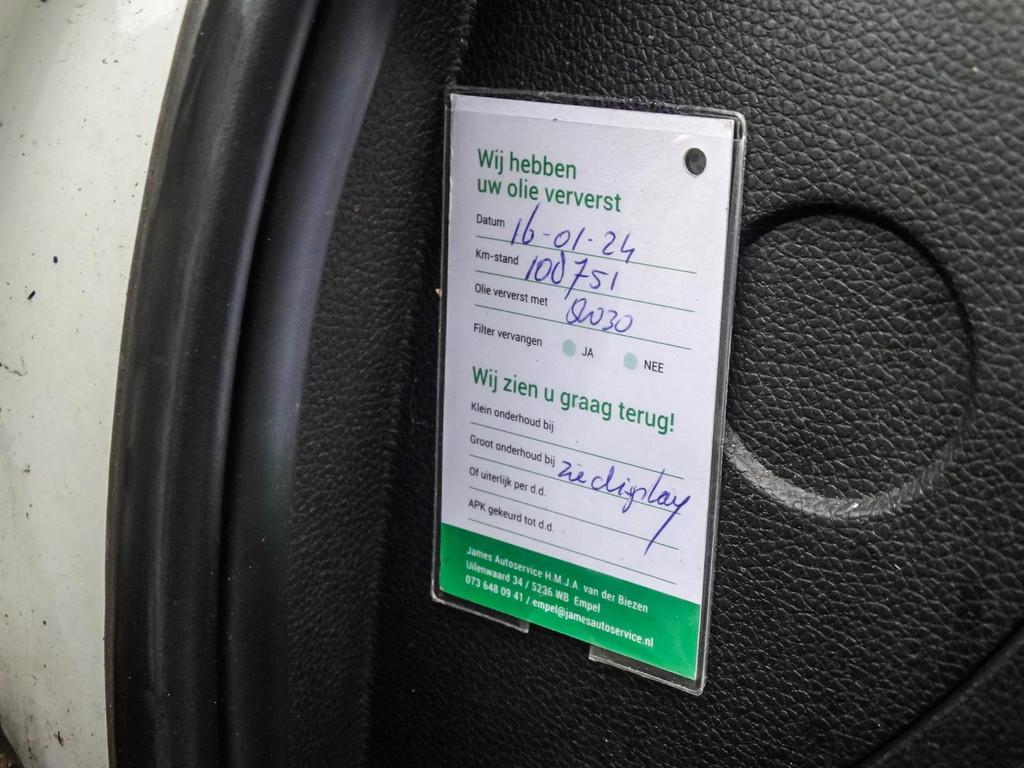 Wij hebben
uw olie ververst
Datum 16-01-24
Km-stand 100751
Olie ververst met 0W30
Filter vervangen JA NEE
Wij zien u graag terug!
Klein onderhoud bij
Groot onderhoud bij zie display
Of uiterlijk per d.d.
APK gekeurd tot d.d.
James Autoservice H.M.J.A. van der Biezen
Uilenwaard 34 / 5236 WB Empel
073 648 09 41 / empel@jamesautoservice.nl